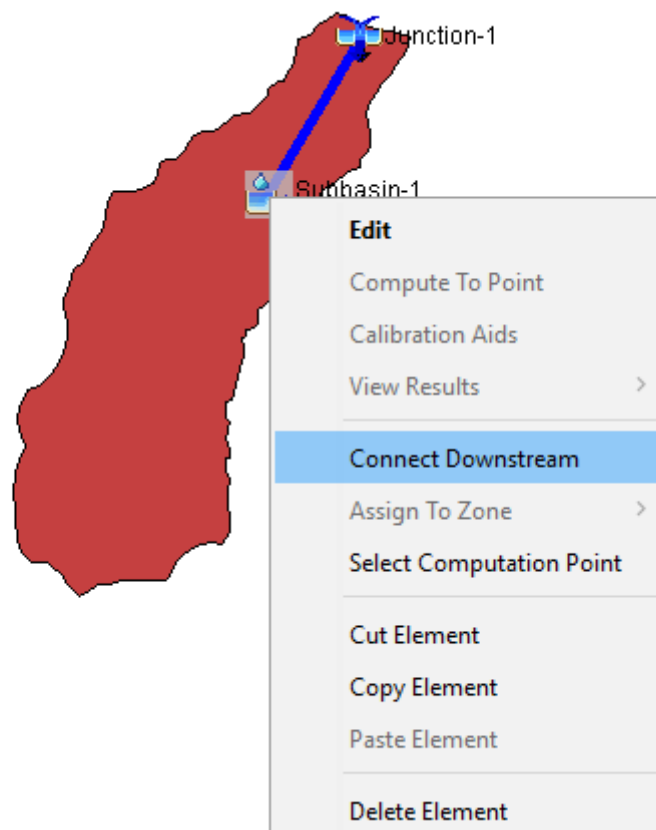 Junction-1
Subbasin-1
Edit
Compute To Point
Calibration Aids
View Results
Connect Downstream
Assign To Zone
Select Computation Point
Cut Element
Copy Element
Paste Element
Delete Element